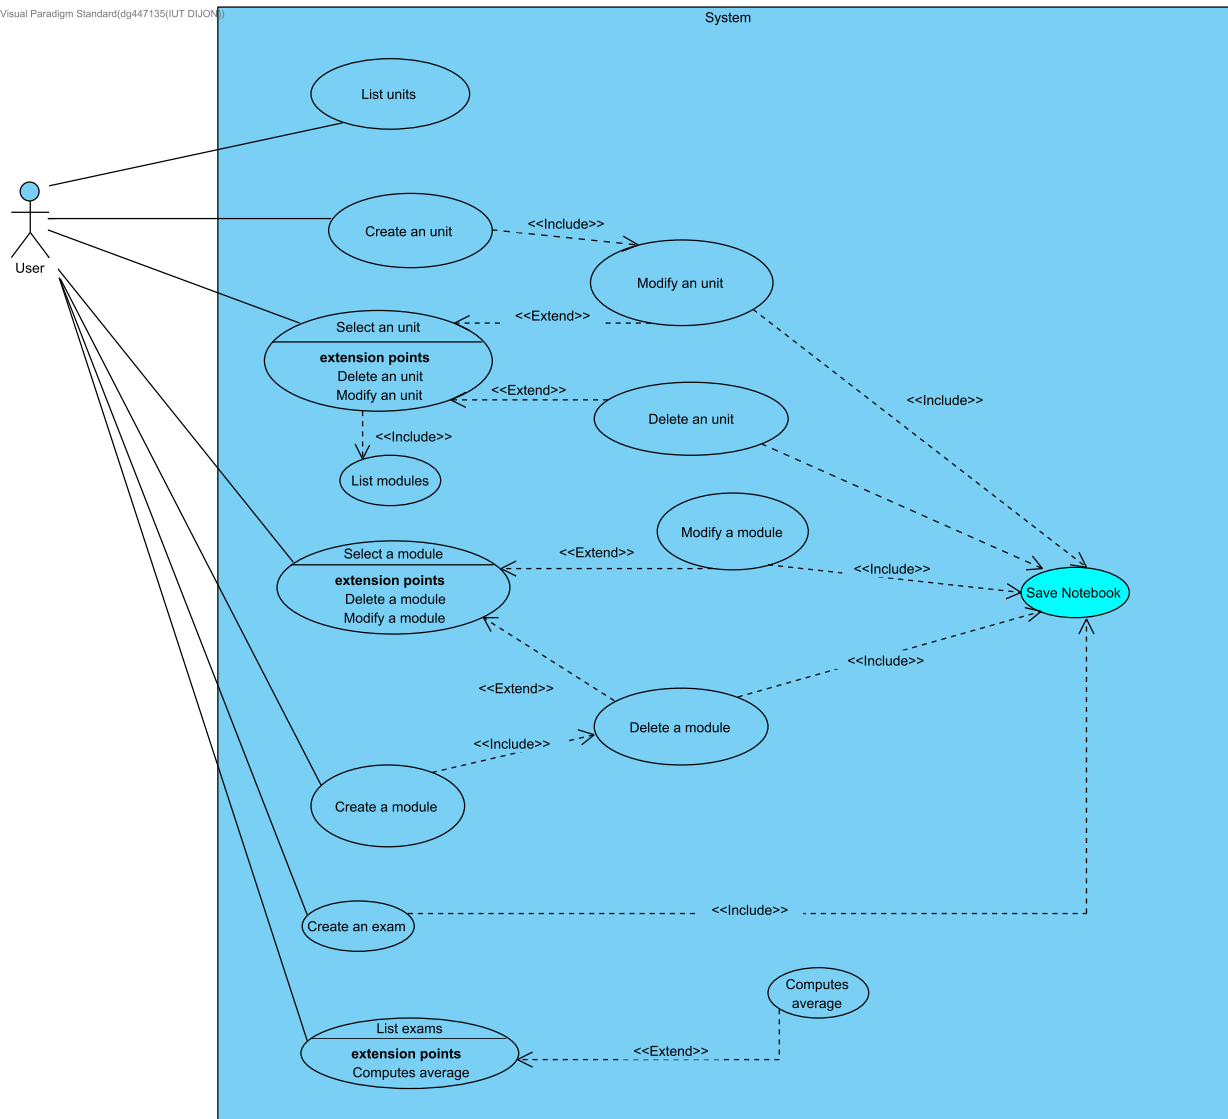 Visual Paradigm Standard(dg447135(IUT DIJON))
System
List units
User
Create an unit
<<Include>>
Modify an unit
Select an unit
extension points
Delete an unit
Modify an unit
<<Extend>>
<<Extend>>
Delete an unit
<<Include>>
<<Include>>
List modules
Modify a module
Select a module
extension points
Delete a module
Modify a module
<<Extend>>
<<Include>>
Save Notebook
<<Include>>
<<Extend>>
Delete a module
<<Include>>
Create a module
Create an exam
<<Include>>
Computes
average
List exams
extension points
Computes average
<<Extend>>